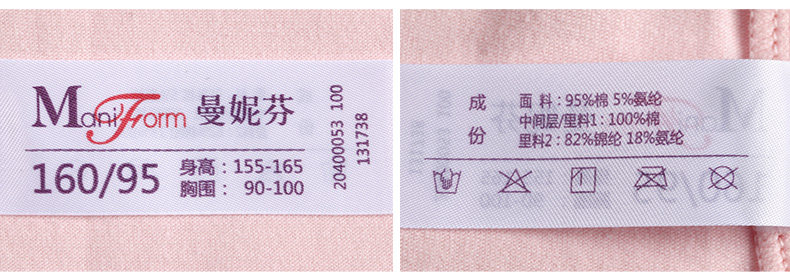 ManiForm 曼妮芬
160/95
身高：155-165
胸围： 90-100
20400053 100
131738
成份
面 料：95%棉 5%氨纶
中间层/里料1：100%棉
里料2：82%锦纶 18%氨纶